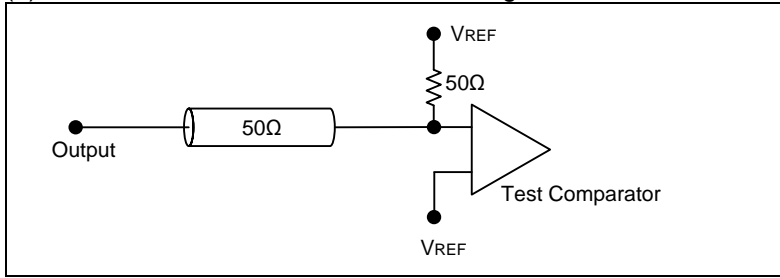 VREF
50Ω
50Ω
Output
Test Comparator
VREF